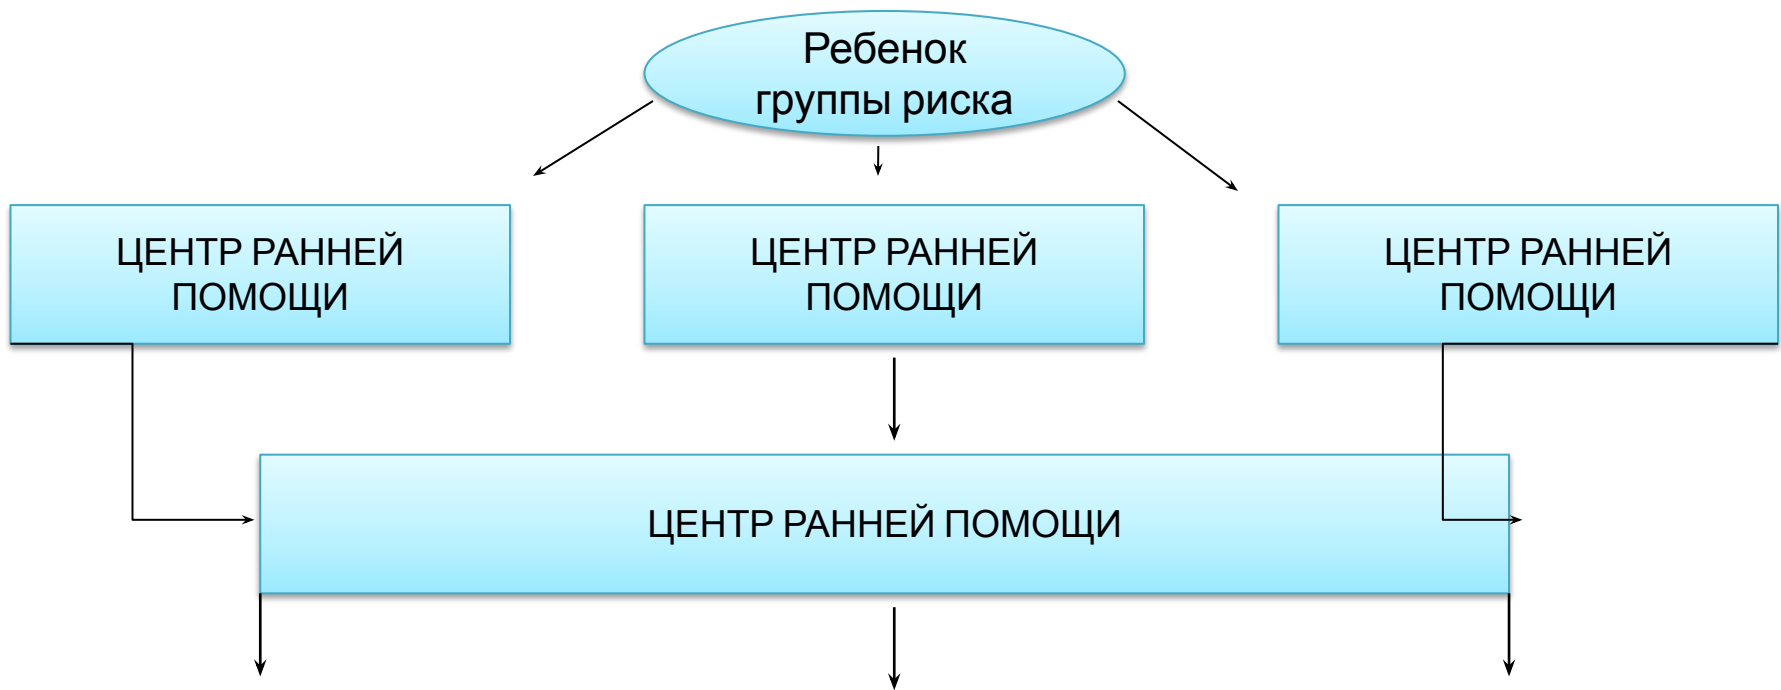 Ребенок
группы риска
ЦЕНТР РАННЕЙ
ПОМОЩИ
ЦЕНТР РАННЕЙ
ПОМОЩИ
ЦЕНТР РАННЕЙ
ПОМОЩИ
ЦЕНТР РАННЕЙ ПОМОЩИ